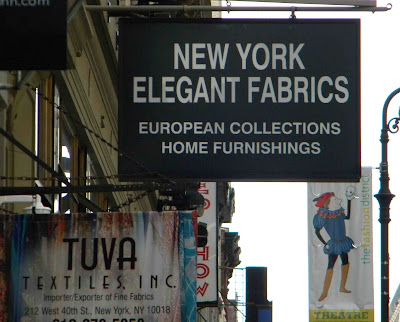 NEW YORK
ELEGANT FABRICS
EUROPEAN COLLECTIONS
HOME FURNISHINGS
TUVA
TEXTILES, INC.
Importer/Exporter of Fine Fabrics
212 West 40th St., New York, NY 10018
thefashiondistrict
THEATRE